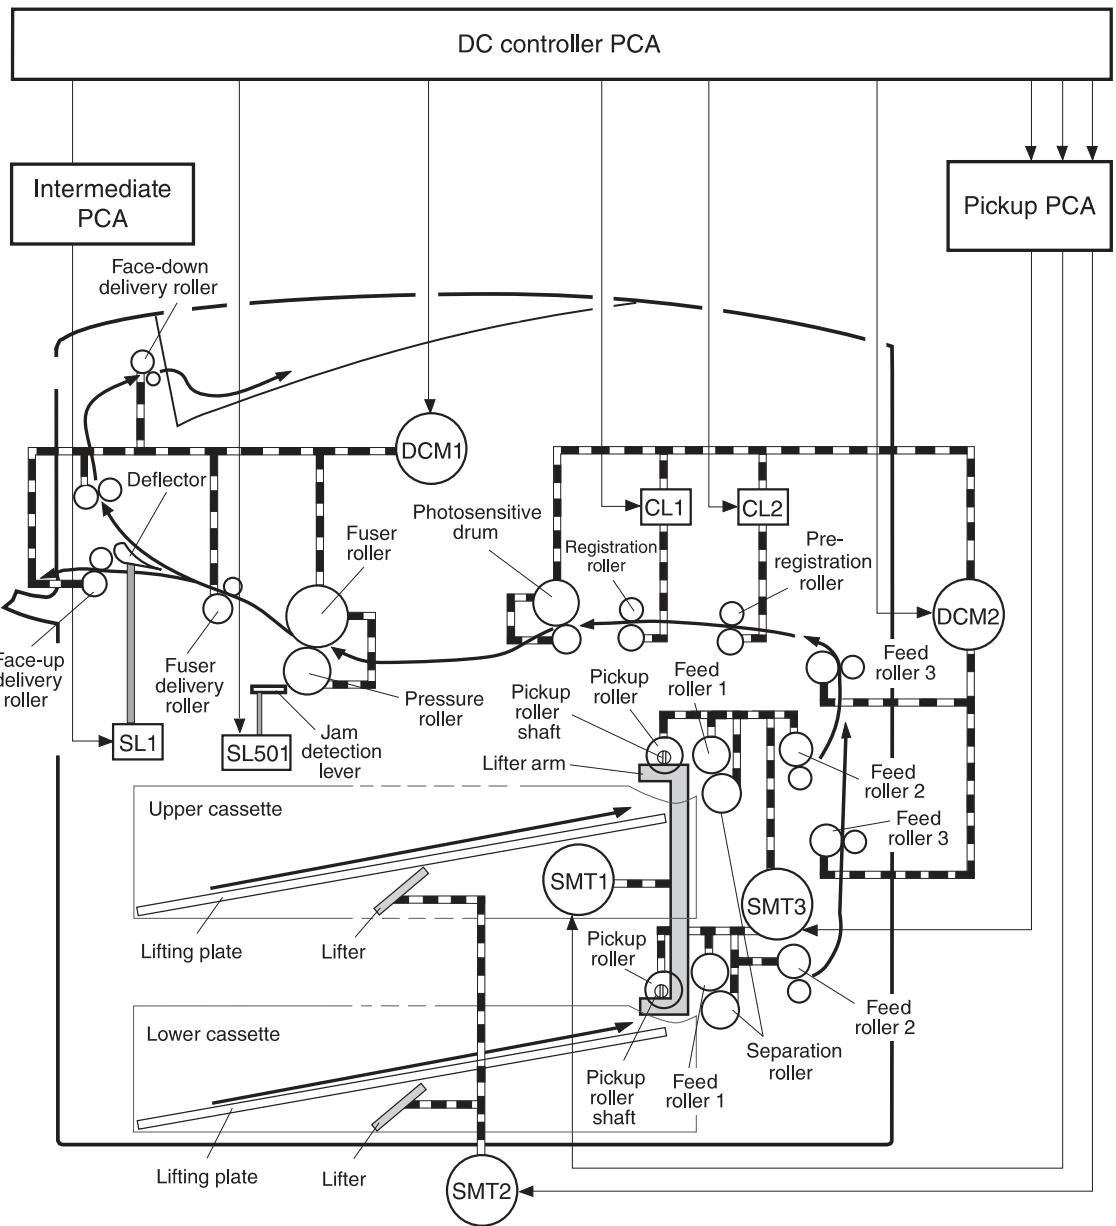 DC controller PCA
Intermediate
PCA
Pickup PCA
Face-down
delivery roller
DCM1
Deflector
Photosensitive
drum
CL1
CL2
Fuser
roller
Registration
roller
Pre-
registration
roller
DCM2
Face-up
delivery
roller
Fuser
delivery
roller
Pressure
roller
Pickup
roller
shaft
Pickup
roller
Feed
roller 1
Feed
roller 3
SL1
SL501
Jam
detection
lever
Lifter arm
Feed
roller 2
Upper cassette
Feed
roller 3
SMT1
SMT3
Lifting plate
Lifter
Pickup
roller
Feed
roller 2
Lower cassette
Separation
roller
Pickup
roller
shaft
Feed
roller 1
Lifting plate
Lifter
SMT2